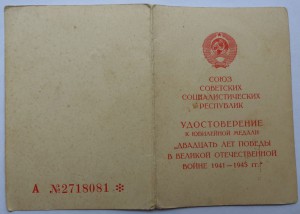 А №2718081
СОЮЗ
СОВЕТСКИХ
СОЦИАЛИСТИЧЕСКИХ
РЕСПУБЛИК
УДОСТОВЕРЕНИЕ
К ЮБИЛЕЙНОЙ МЕДАЛИ
„ДВАДЦАТЬ ЛЕТ ПОБЕДЫ
В ВЕЛИКОЙ ОТЕЧЕСТВЕННОЙ
ВОЙНЕ 1941—1945 гг.“